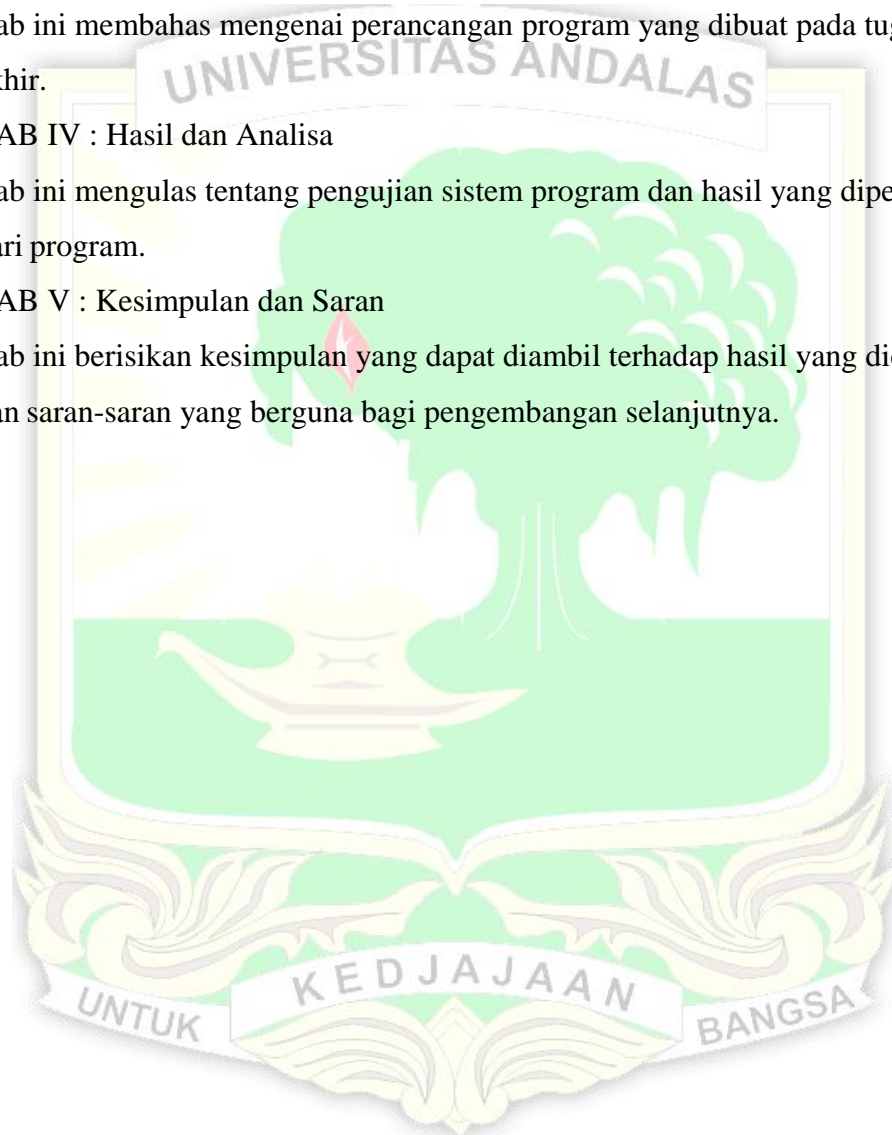 ab ini membahas mengenai perancangan program yang dibuat pada tug
hir.
UNIVERSITAS ANDALAS
AB IV : Hasil dan Analisa
ab ini mengulas tentang pengujian sistem program dan hasil yang dipe
ari program.
AB V : Kesimpulan dan Saran
ab ini berisikan kesimpulan yang dapat diambil terhadap hasil yang di
an saran-saran yang berguna bagi pengembangan selanjutnya.
UNTUK KEDJAJAAN BANGSA